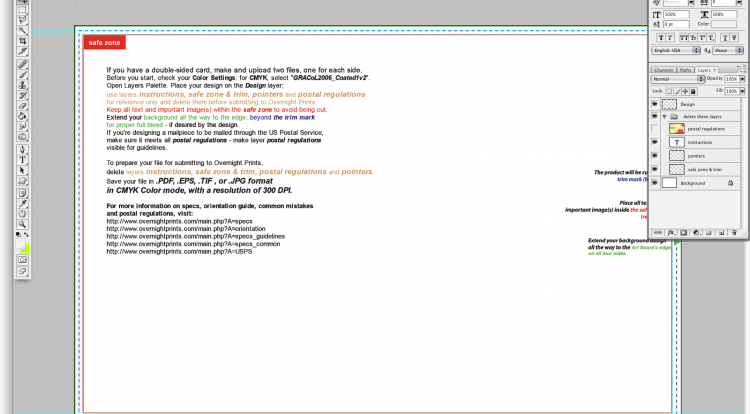 100%
100%
0 pt
Color:
English: USA
Sharp
safe zone
If you have a double-sided card, make and upload two files, one for each side.
Before you start, check your Color Settings: for CMYK, select "GRACoL2006_Coated1v2".
Open Layers Palette. Place your design on the Design layer;
use layers instructions, safe zone & trim, pointers and postal regulations
for reference only and delete them before submitting to Overnight Prints.
Keep all text and important image(s) within the safe zone to avoid being cut.
Extend your background all the way to the edge, beyond the trim mark
for proper full bleed - if desired by the design.
If you're designing a mailpiece to be mailed through the US Postal Service,
make sure it meets all postal regulations - make layer postal regulations
visible for guidelines.
To prepare your file for submitting to Overnight Prints,
delete layers instructions, safe zone & trim, postal regulations and pointers
Save your file in .PDF, .EPS, .TIF , or .JPG format
in CMYK Color mode, with a resolution of 300 DPI.
For more information on specs, orientation guide, common mistakes
and postal regulations, visit:
http://www.overnightprints.com/main.php?A=specs
http://www.overnightprints.com/main.php?A=orientation
http://www.overnightprints.com/main.php?A=specs_guidelines
http://www.overnightprints.com/main.php?A=specs_common
http://www.overnightprints.com/main.php?A=USPS
The product will be cu
trim mark (b
Place all te
important image(s) inside the saf
(re
Extend your background design
all the way to the Art Board's edge
on all four sides
Channels Paths Layers
Normal Opacity: 100%
Lock: Fill: 100%
Design
delete these layers
postal regulations
instructions
pointers
safe zone & trim
Background